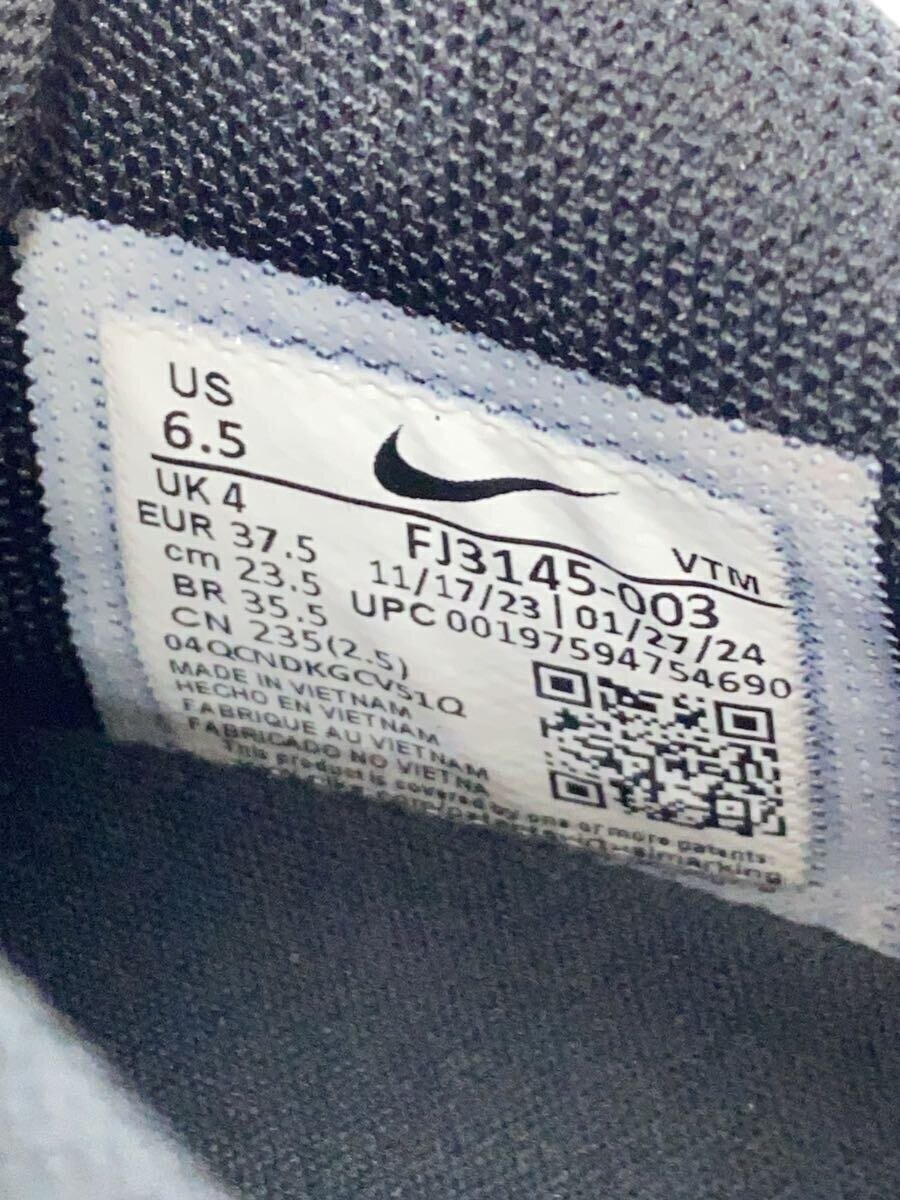 US
6.5
UK 4
EUR 37.5
cm 23.5
BR 35.5
CN 235(2.5)
04QCNDKGCV51Q
MADE IN VIETNAM
HECHO EN VIETNAM
FABRIQUE AU VIETNAM
FABRICADO NO VIETNA
This product is covered by one or more patents:
VTM
FJ3145-003
11/17/23 | 01/27/24
UPC 00197594754690